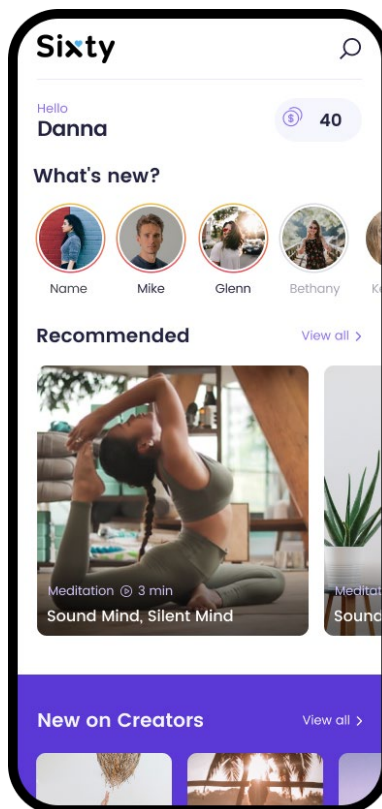 Sixty
Hello
Danna
40
What's new?
Name Mike Glenn Bethany
Recommended
View all >
Meditation 3 min
Sound Mind, Silent Mind
Sound
New on Creators
View all >